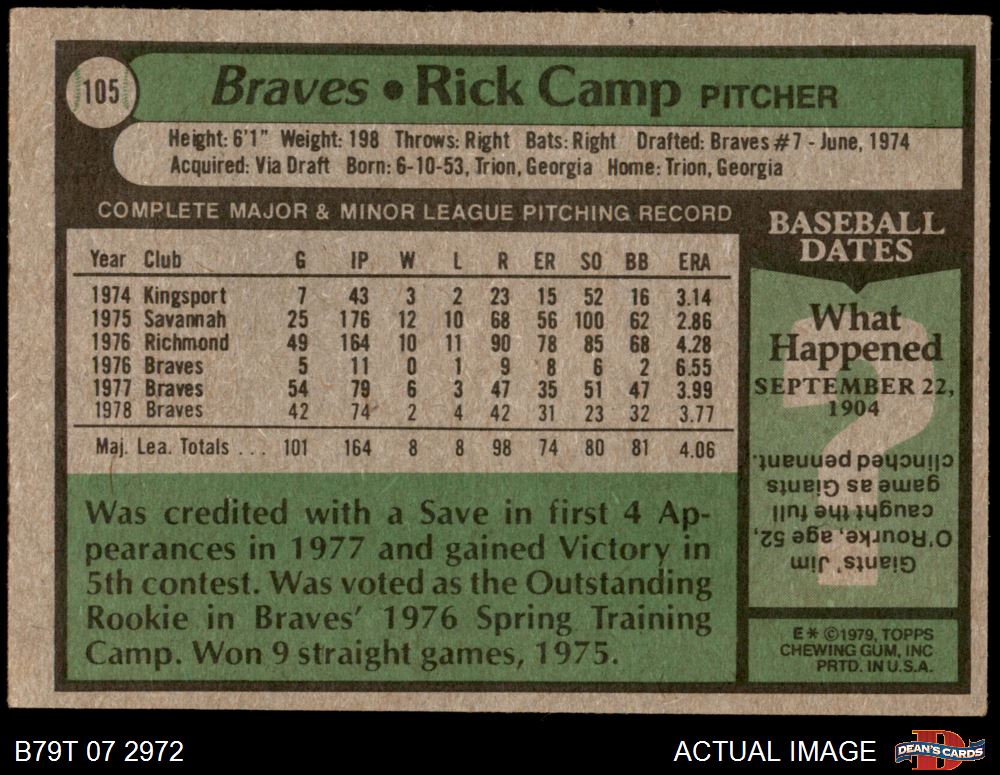 105
Braves • Rick Camp PITCHER
Height: 6'1" Weight: 198 Throws: Right Bats: Right Drafted: Braves #7 - June, 1974
Acquired: Via Draft Born: 6-10-53, Trion, Georgia Home: Trion, Georgia
COMPLETE MAJOR & MINOR LEAGUE PITCHING RECORD
Year Club G IP W L R ER SO BB ERA
1974 Kingsport 7 43 3 2 23 15 52 16 3.14
1975 Savannah 25 176 12 10 68 56 100 62 2.86
1976 Richmond 49 164 10 11 90 78 85 68 4.28
1976 Braves 5 11 0 1 9 8 6 2 6.55
1977 Braves 54 79 6 3 47 35 51 47 3.99
1978 Braves 42 74 2 4 42 31 23 32 3.77
Maj. Lea. Totals . . . 101 164 8 8 98 74 80 81 4.06
Was credited with a Save in first 4 Ap-
pearances in 1977 and gained Victory in
5th contest. Was voted as the Outstanding
Rookie in Braves' 1976 Spring Training
Camp. Won 9 straight games, 1975.
BASEBALL
DATES
What
Happened
SEPTEMBER 22,
1904
?
Giants' Jim
O'Rourke, age 52,
caught the full
game as Giants
clinched pennant.
E* ©1979, TOPPS
CHEWING GUM, INC
PRTD. IN U.S.A.
B79T 07 2972
ACTUAL IMAGE
D
DEAN'S CARDS